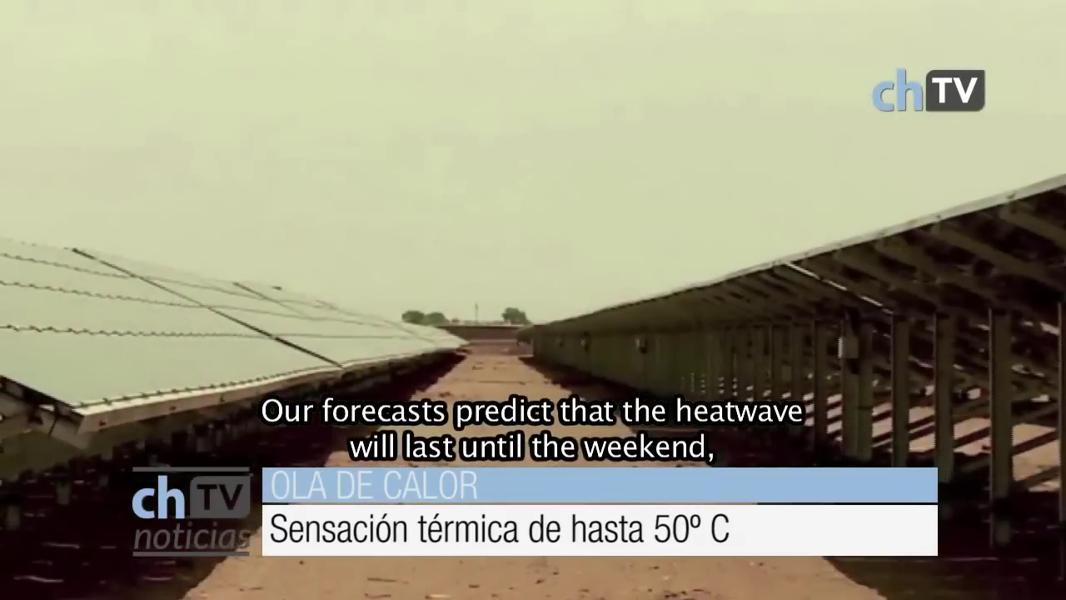 chTV
Our forecasts predict that the heatwave
will last until the weekend,
chTV
noticias
OLA DE CALOR
Sensación térmica de hasta 50º C